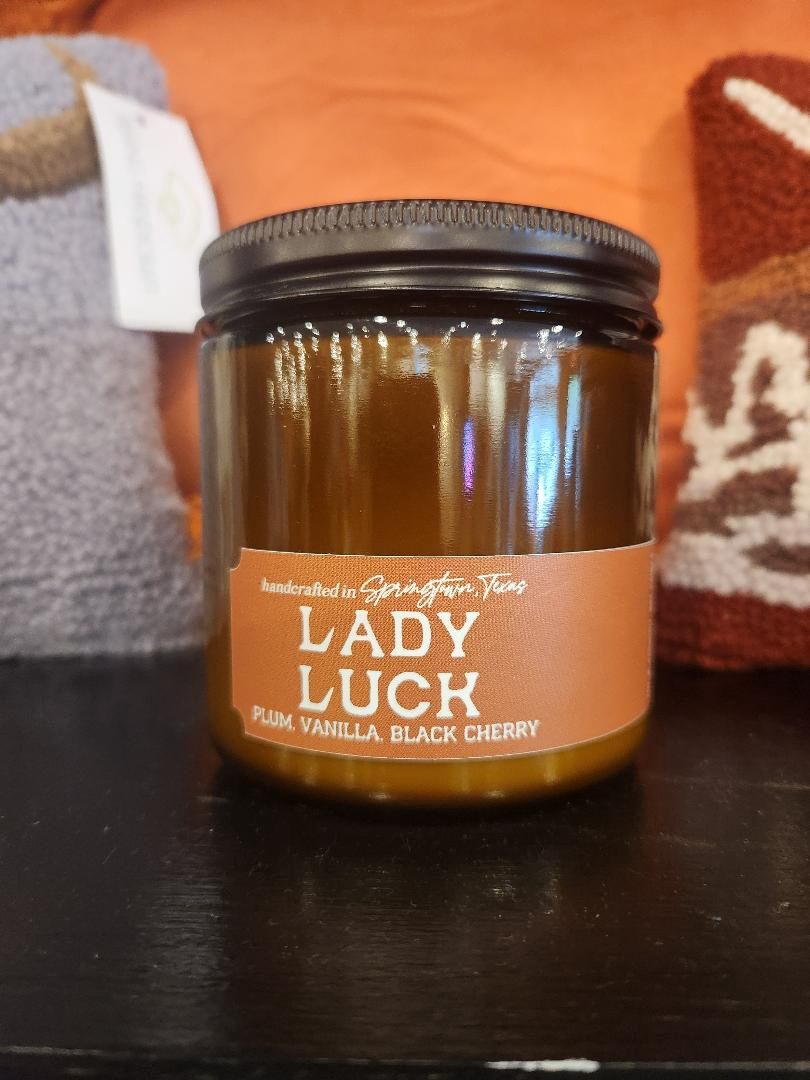 handcrafted in Springtown, Texas
LADY
LUCK
PLUM, VANILLA, BLACK CHERRY